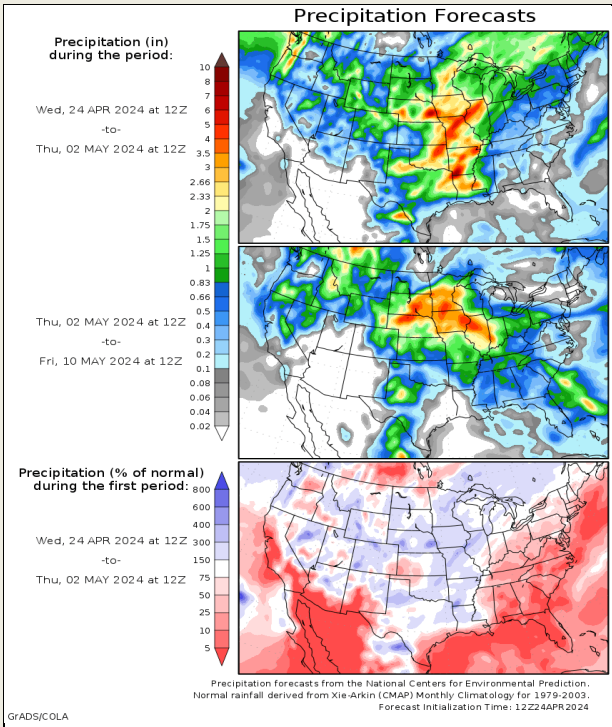 Precipitation Forecasts
Precipitation (in)
during the period:
Wed, 24 APR 2024 at 12Z
-to-
Thu, 02 MAY 2024 at 12Z
10
8
7
6
5
4
3.5
3
2.66
2.33
2
1.75
1.5
1.25
1
0.83
0.66
0.5
0.4
0.3
0.2
0.1
0.08
0.06
0.04
0.02
Thu, 02 MAY 2024 at 12Z
-to-
Fri, 10 MAY 2024 at 12Z
Precipitation (% of normal)
during the first period:
Wed, 24 APR 2024 at 12Z
-to-
Thu, 02 MAY 2024 at 12Z
800
600
400
300
150
75
50
25
10
5
Precipitation forecasts from the National Centers for Environmental Prediction.
Normal rainfall derived from Xie-Arkin (CMAP) Monthly Climatology for 1979-2003.
Forecast Initialization Time: 12Z24APR2024
GrADS/COLA